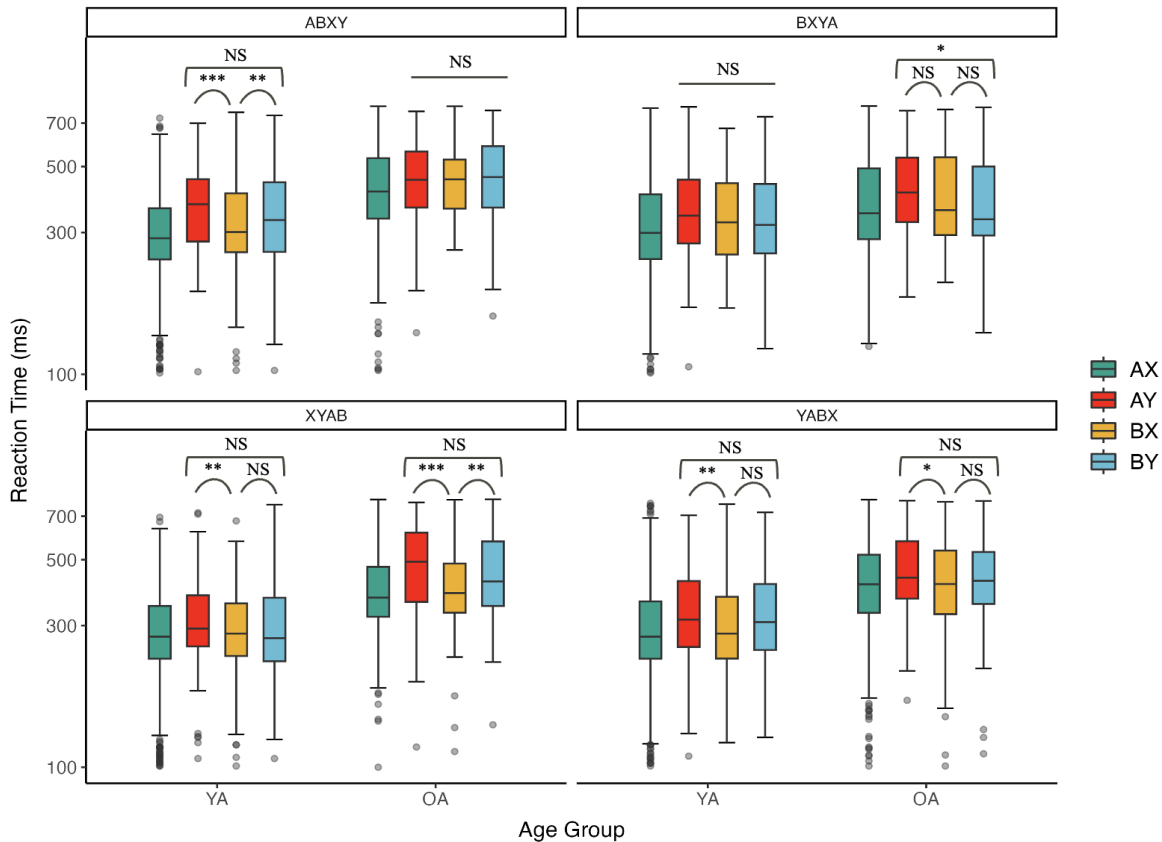 ABXY
BXYA
NS
*** **
NS
NS
*
NS NS
700
500
300
100
XYAB
YABX
NS
** NS
NS
*** **
NS
** NS
NS
* NS
700
500
300
100
YA
OA
YA
OA
Reaction Time (ms)
Age Group
AX
AY
BX
BY